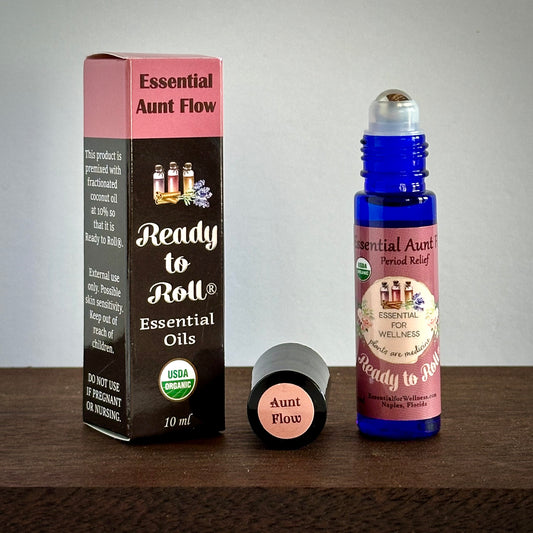 Essential
Aunt Flow
Ready
to
Roll®
Essential
Oils
USDA
ORGANIC
10 ml
This product is
premixed with
fractionated
coconut oil
at 10% so
that it is
Ready to Roll®.
External use
only. Possible
skin sensitivity.
Keep out of
reach of
children.
DO NOT USE
IF PREGNANT
OR NURSING.
Aunt
Flow
Essential Aunt F
Period Relief
USDA
ORGANIC
ESSENTIAL
FOR
WELLNESS
plants are medicine
Ready to Roll
EssentialforWellness.com
Naples, Florida